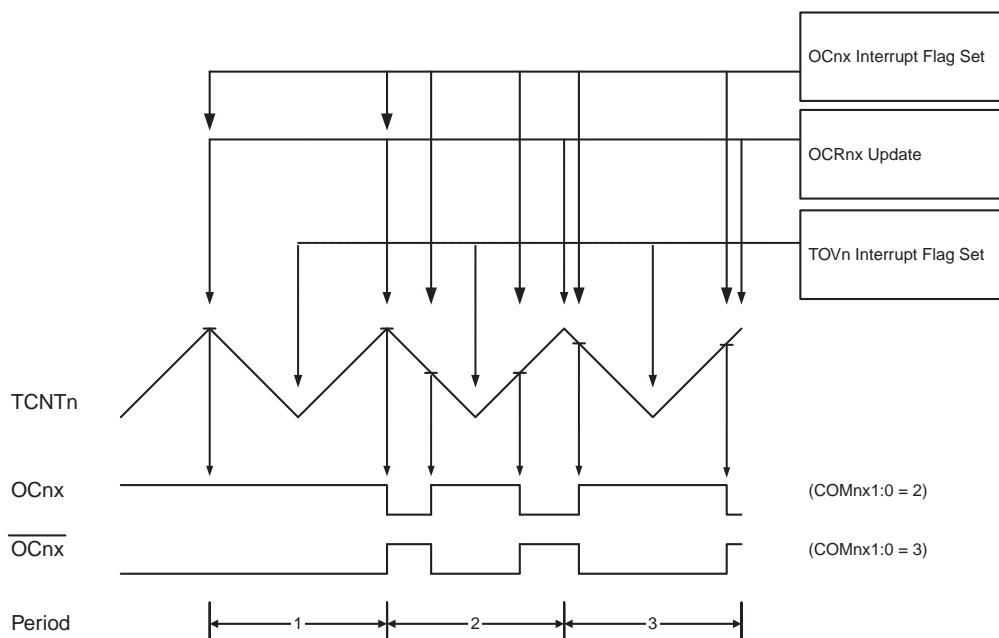 OCnx Interrupt Flag Set
OCRnx Update
TOVn Interrupt Flag Set
TCNTn
OCnx
(COMnx1:0 = 2)
OCnx
(COMnx1:0 = 3)
Period
1
2
3